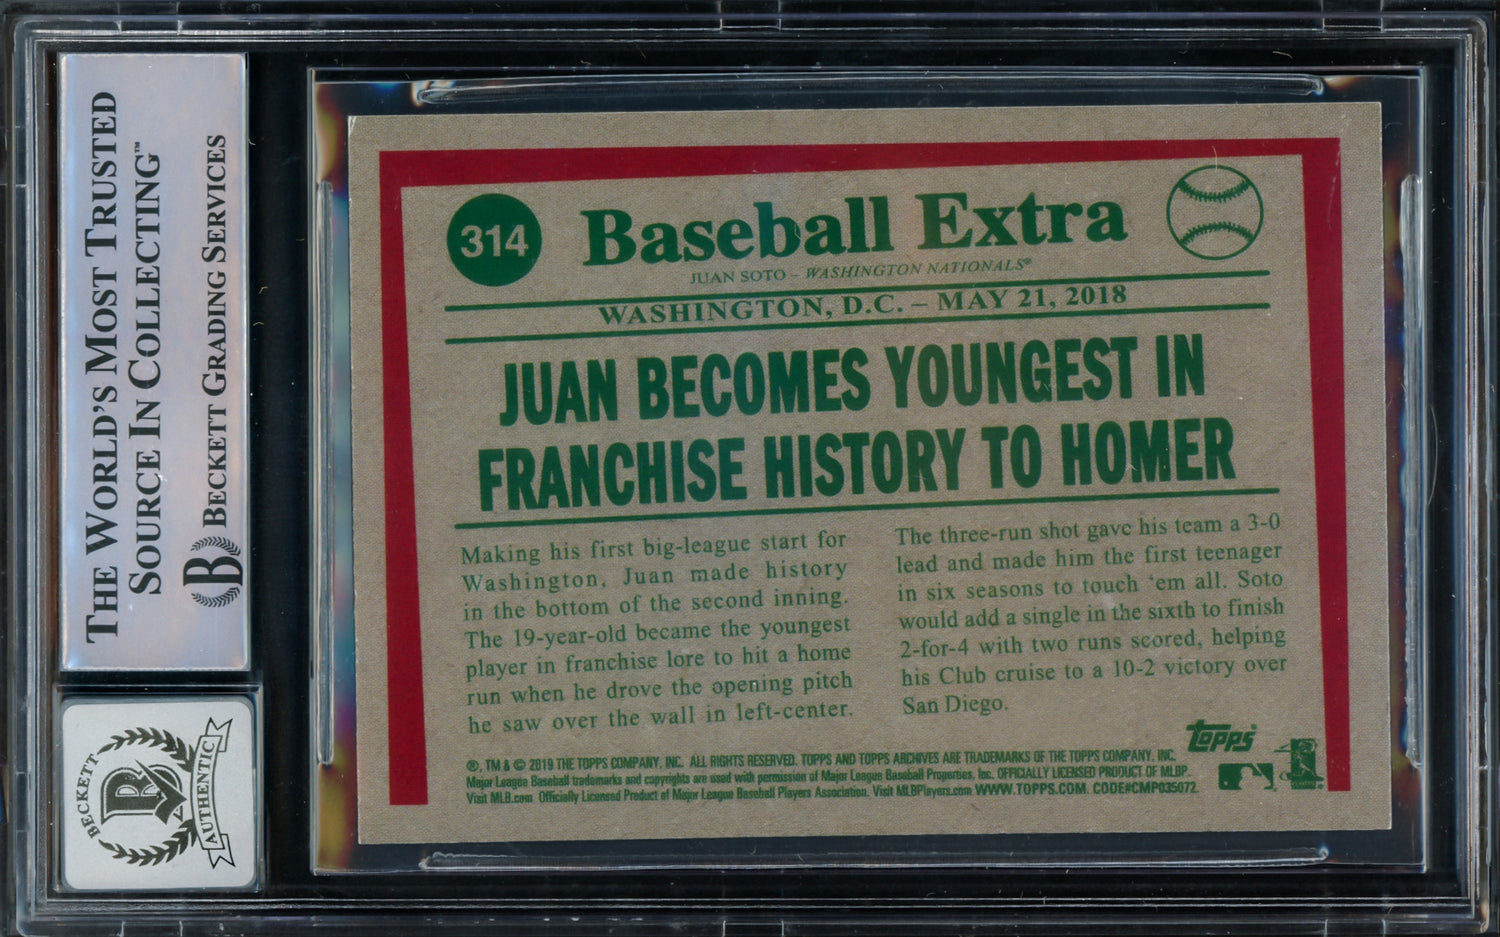 THE WORLD'S MOST TRUSTED
SOURCE IN COLLECTING™
B BECKETT GRADING SERVICES
BECKETT
B
AUTHENTIC
314
Baseball Extra
JUAN SOTO – WASHINGTON NATIONALS®
WASHINGTON, D.C. – MAY 21, 2018
JUAN BECOMES YOUNGEST IN
FRANCHISE HISTORY TO HOMER
Making his first big-league start for
Washington, Juan made history
in the bottom of the second inning.
The 19-year-old became the youngest
player in franchise lore to hit a home
run when he drove the opening pitch
he saw over the wall in left-center.
The three-run shot gave his team a 3-0
lead and made him the first teenager
in six seasons to touch 'em all. Soto
would add a single in the sixth to finish
2-for-4 with two runs scored, helping
his Club cruise to a 10-2 victory over
San Diego.
topps®
®, TM & © 2019 THE TOPPS COMPANY, INC. ALL RIGHTS RESERVED. TOPPS AND TOPPS ARCHIVES ARE TRADEMARKS OF THE TOPPS COMPANY, INC.
Major League Baseball trademarks and copyrights are used with permission of Major League Baseball Properties, Inc. OFFICIALLY LICENSED PRODUCT OF MLBP.
Visit MLB.com Officially Licensed Product of Major League Baseball Players Association. Visit MLBPlayers.com WWW.TOPPS.COM. CODE#CMP035072.